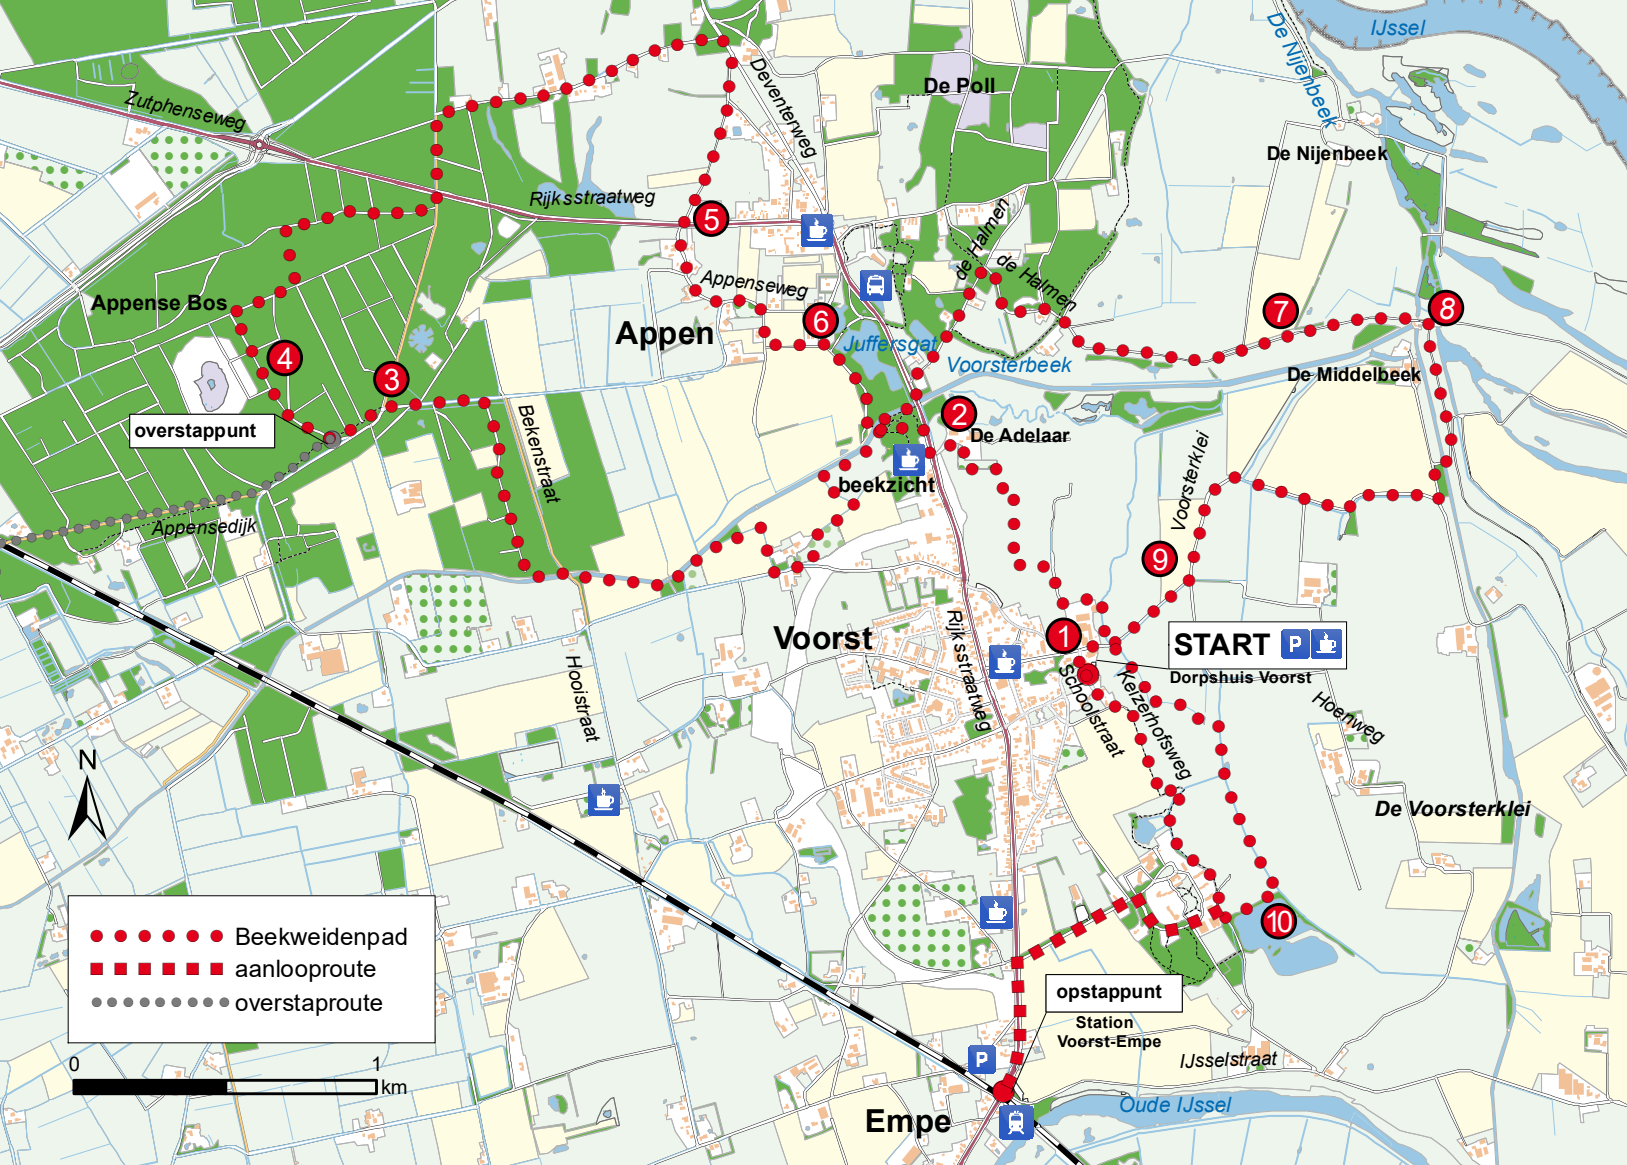 IJssel
De Nijenbeek
Deventerweg
De Poll
Zutphenseweg
De Nijenbeek
Rijksstraatweg
5
de Halmen
de Halmen
Appenseweg
Appense Bos
7
8
6
Appen
Juffersgat
Voorsterbeek
4
3
De Middelbeek
overstappunt
2
De Adelaar
Bekenstraat
beekzicht
Voorsterklei
Appensedijk
9
Voorst
Rijksstraatweg
1
START P
Dorpshuis Voorst
Hooistraat
Schoolstraat
Keizerhofsweg
Hoenweg
N
De Voorsterklei
10
Beekweidenpad
aanlooproute
overstaproute
opstappunt
Station
Voorst-Empe
P
IJsselstraat
0 1
km
Empe
Oude IJssel